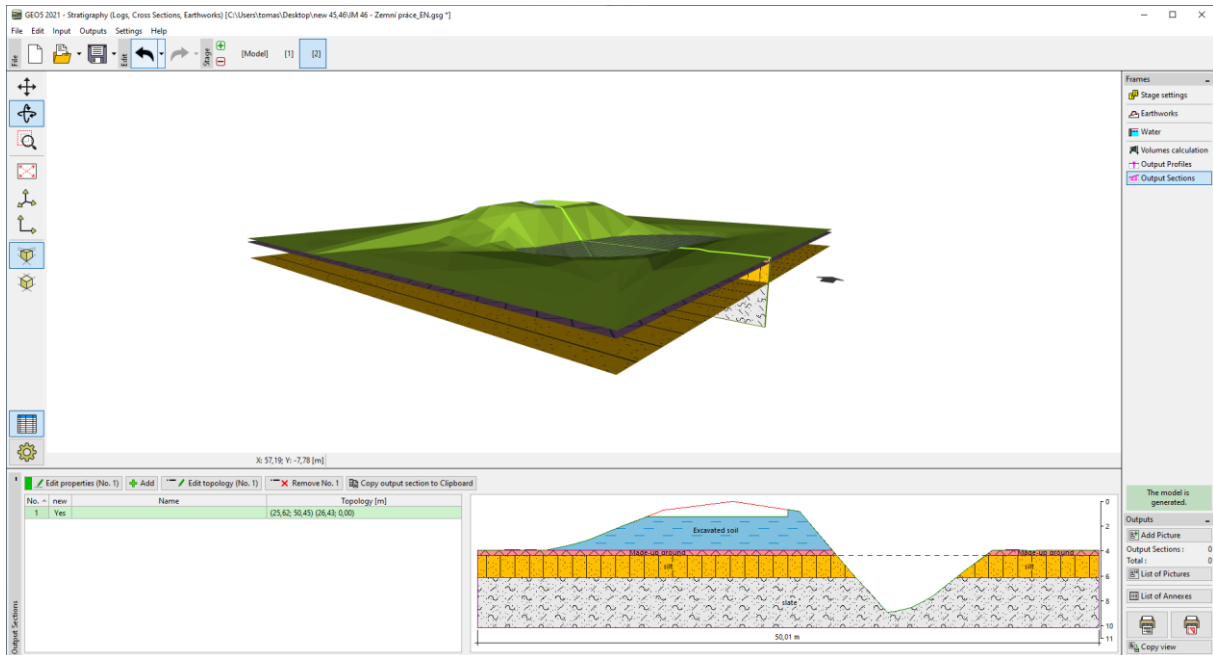 GEO5 2021 - Stratigraphy (Logs, Cross Sections, Earthworks) [C:\Users\tomas\Desktop\new 45,46\IM 46 - Zemní práce_EN.gsg *]
File Edit Input Outputs Settings Help
File
Edit
Stage
[Model] [1] [2]
Frames
Stage settings
Earthworks
Water
Volumes calculation
Output Profiles
Output Sections
X: 57,19; Y: -7,78 [m]
The model is
generated.
Outputs
Add Picture
Output Sections : 0
Total : 0
List of Pictures
List of Annexes
Copy view
Output Sections
Edit properties (No. 1) Add Edit topology (No. 1) Remove No. 1 Copy output section to Clipboard
No. new Name Topology [m]
1 Yes (25,62; 50,45) (26,43; 0,00)
Excavated soil
Made-up ground
Made-up ground
silt
silt
slate
50,01 m
0
2
4
6
8
10
11